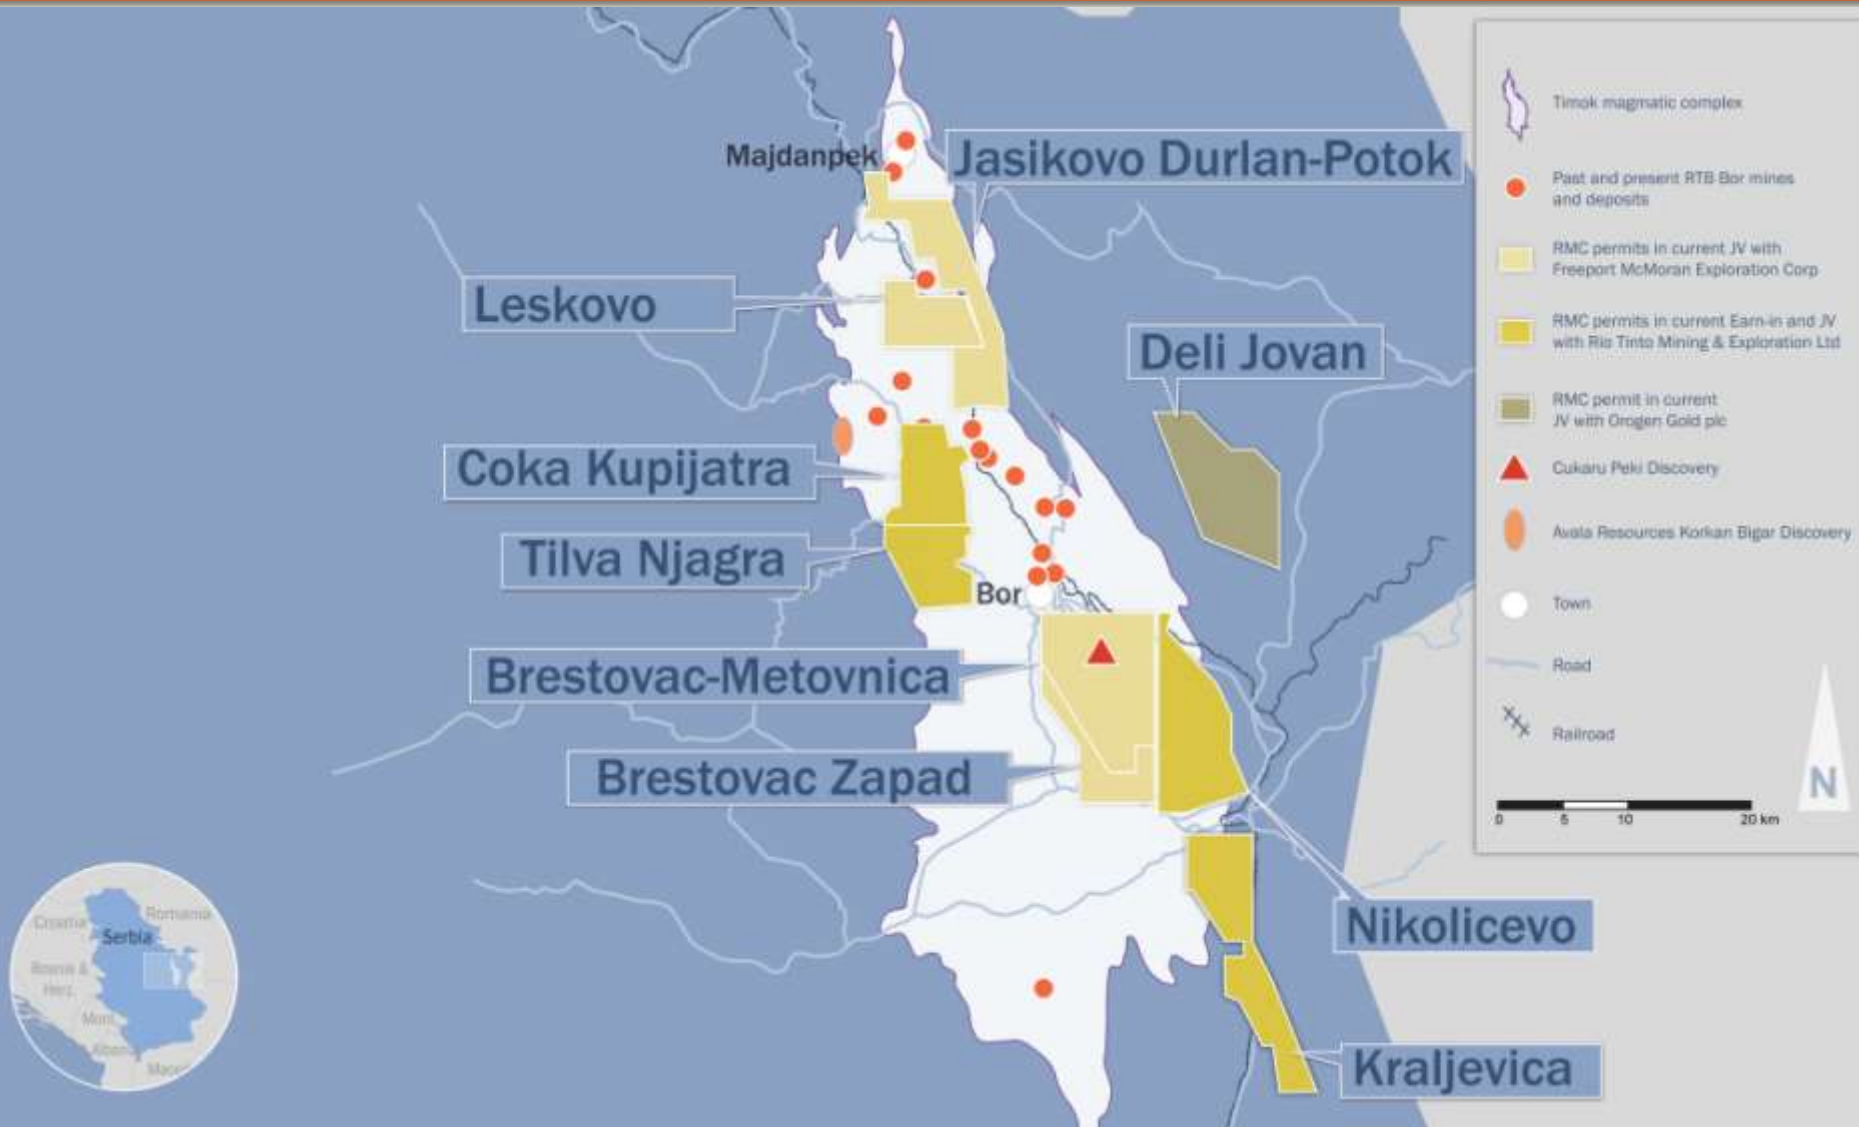 Majdanpek
Jasikovo Durlan-Potok
Leskovo
Deli Jovan
Coka Kupijatra
Tilva Njagra
Bor
Brestovac-Metovnica
Brestovac Zapad
Nikolicevo
Kraljevica
Timok magmatic complex
Past and present RTB Bor mines
and deposits
RMC permits in current JV with
Freeport McMoran Exploration Corp
RMC permits in current Earn-in and JV
with Rio Tinto Mining & Exploration Ltd
RMC permit in current
JV with Orogen Gold plc
Cukaru Peki Discovery
Avala Resources Korkan Bigar Discovery
Town
Road
Railroad
N
0 5 10 20 km
Croatia
Romania
Serbia
Bosnia &
Herz.
Mont.